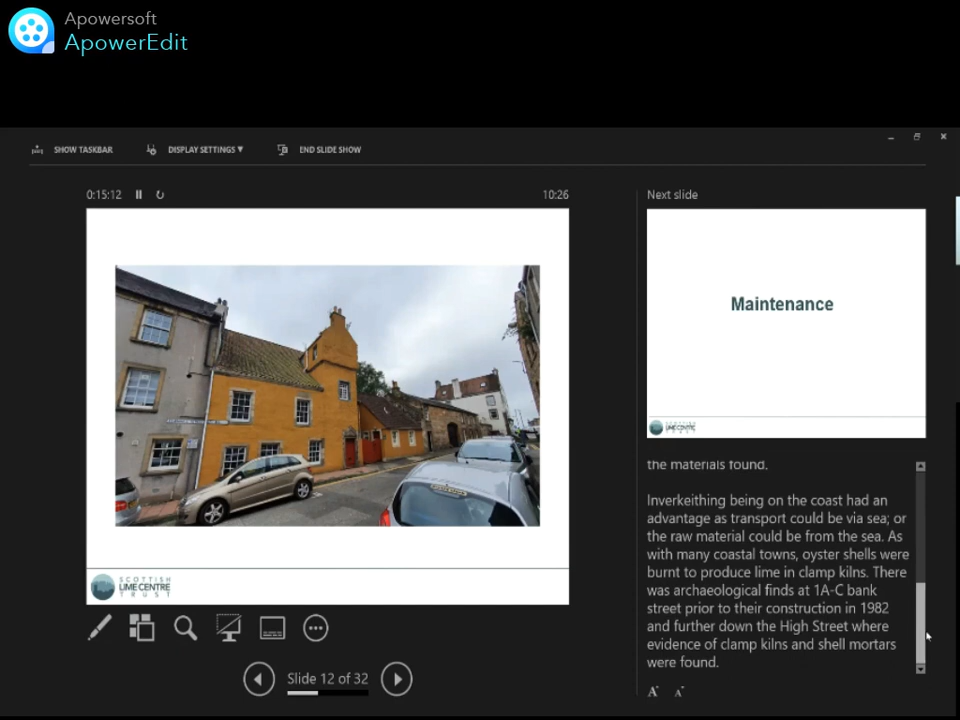 Apowersoft
ApowerEdit
SHOW TASKBAR
DISPLAY SETTINGS ▼
END SLIDE SHOW
0:15:12
10:26
Next slide
Maintenance
LIME CENTRE
the materials found.
Inverkeithing being on the coast had an
advantage as transport could be via sea; or
the raw material could be from the sea. As
with many coastal towns, oyster shells were
burnt to produce lime in clamp kilns. There
was archaeological finds at 1A-C bank
street prior to their construction in 1982
and further down the High Street where
evidence of clamp kilns and shell mortars
were found.
SCOTTISH
LIME CENTRE
TRUST
Slide 12 of 32
A A